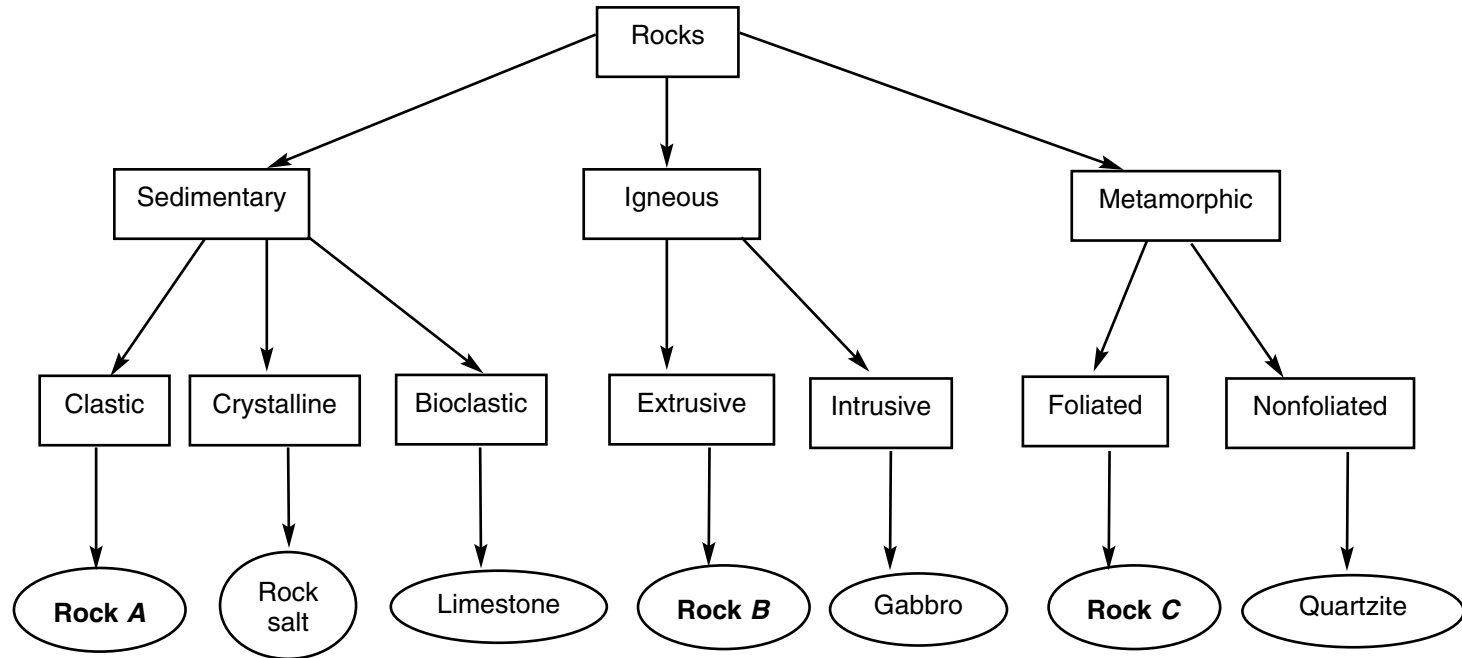 Rocks
Sedimentary
Igneous
Metamorphic
Clastic
Crystalline
Bioclastic
Extrusive
Intrusive
Foliated
Nonfoliated
Rock A
Rock
salt
Limestone
Rock B
Gabbro
Rock C
Quartzite